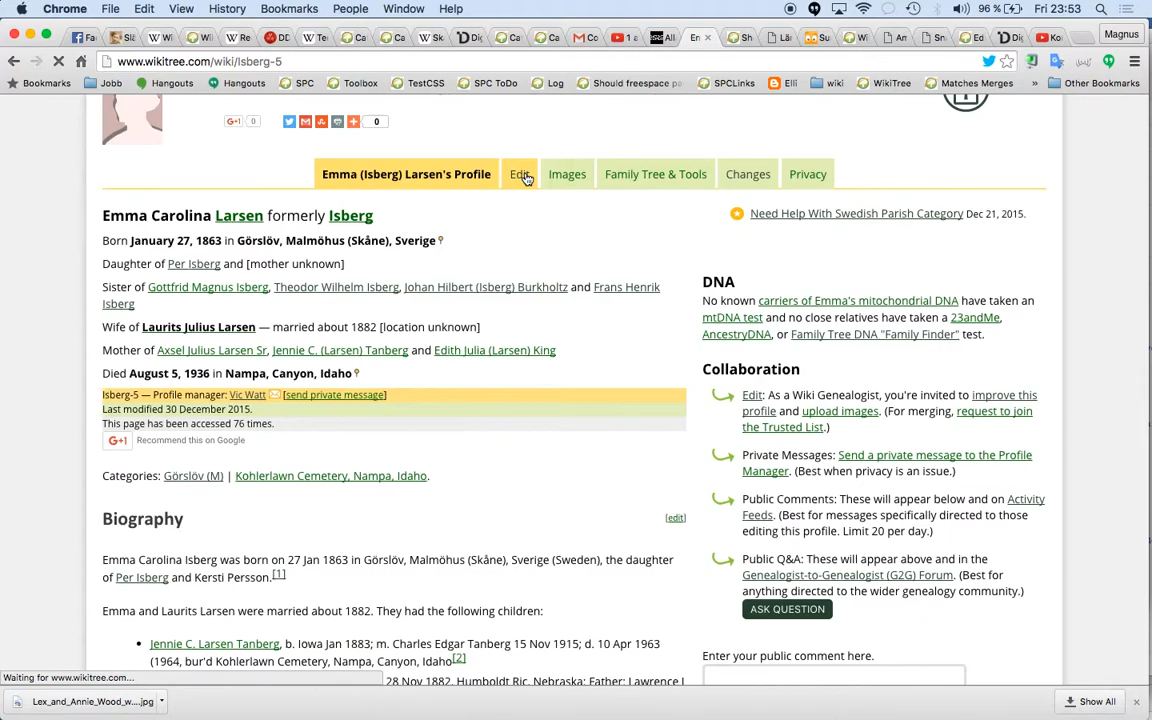 Chrome File Edit View History Bookmarks People Window Help 96 % Fri 23:53
Fa Slä Wi Wi Re DD Te Ca Ca Wi Sk Dig Ca Ca Co 1 a All En Sh Lär Su Wi An Sna Ed Dig Ko Magnus
www.wikitree.com/wiki/Isberg-5
Bookmarks Jobb Hangouts Hangouts SPC Toolbox TestCSS SPC ToDo Log Should freespace pa SPCLinks Elli wiki WikiTree Matches Merges » Other Bookmarks
G+1 0 0
Emma (Isberg) Larsen's Profile Edit Images Family Tree & Tools Changes Privacy
Emma Carolina Larsen formerly Isberg
Born January 27, 1863 in Görslöv, Malmöhus (Skåne), Sverige
Daughter of Per Isberg and [mother unknown]
Sister of Gottfrid Magnus Isberg, Theodor Wilhelm Isberg, Johan Hilbert (Isberg) Burkholtz and Frans Henrik
Isberg
Wife of Laurits Julius Larsen — married about 1882 [location unknown]
Mother of Axsel Julius Larsen Sr, Jennie C. (Larsen) Tanberg and Edith Julia (Larsen) King
Died August 5, 1936 in Nampa, Canyon, Idaho
Isberg-5 — Profile manager: Vic Watt [send private message]
Last modified 30 December 2015.
This page has been accessed 76 times.
G+1 Recommend this on Google
Categories: Görslöv (M) | Kohlerlawn Cemetery, Nampa, Idaho.
Biography [edit]
Emma Carolina Isberg was born on 27 Jan 1863 in Görslöv, Malmöhus (Skåne), Sverige (Sweden), the daughter
of Per Isberg and Kersti Persson.[1]
Emma and Laurits Larsen were married about 1882. They had the following children:
• Jennie C. Larsen Tanberg, b. Iowa Jan 1883; m. Charles Edgar Tanberg 15 Nov 1915; d. 10 Apr 1963
(1964, bur'd Kohlerlawn Cemetery, Nampa, Canyon, Idaho[2]
28 Nov 1882, Humboldt Ric, Nebraska; Father: Lawrence J
Need Help With Swedish Parish Category Dec 21, 2015.
DNA
No known carriers of Emma's mitochondrial DNA have taken an
mtDNA test and no close relatives have taken a 23andMe,
AncestryDNA, or Family Tree DNA "Family Finder" test.
Collaboration
Edit: As a Wiki Genealogist, you're invited to improve this
profile and upload images. (For merging, request to join
the Trusted List.)
Private Messages: Send a private message to the Profile
Manager. (Best when privacy is an issue.)
Public Comments: These will appear below and on Activity
Feeds. (Best for messages specifically directed to those
editing this profile. Limit 20 per day.)
Public Q&A: These will appear above and in the
Genealogist-to-Genealogist (G2G) Forum. (Best for
anything directed to the wider genealogy community.)
ASK QUESTION
Enter your public comment here.
Waiting for www.wikitree.com...
Lex_and_Annie_Wood_w....jpg Show All